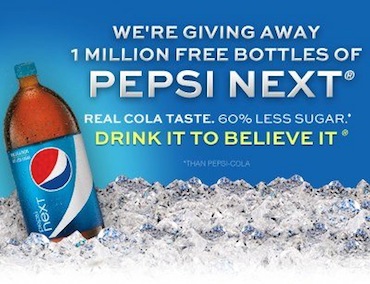 WE'RE GIVING AWAY
1 MILLION FREE BOTTLES OF
PEPSI NEXT®
REAL COLA TASTE. 60% LESS SUGAR.*
DRINK IT TO BELIEVE IT ®
*THAN PEPSI-COLA
pepsi
NEXT